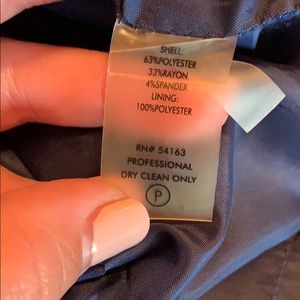 SHELL:
63%POLYESTER
33%RAYON
4%SPANDEX
LINING:
100%POLYESTER
RN# 54163
PROFESSIONAL
DRY CLEAN ONLY
P